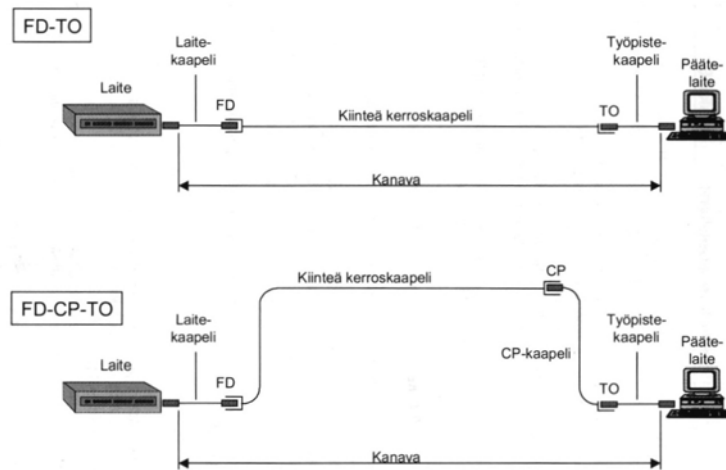 FD-TO
Laite-
kaapeli
Työpiste-
kaapeli
Pääte-
laite
Laite
FD
Kiinteä kerroskaapeli
TO
Kanava
FD-CP-TO
Kiinteä kerroskaapeli
CP
Laite-
kaapeli
Työpiste-
kaapeli
Pääte-
laite
CP-kaapeli
Laite
FD
TO
Kanava